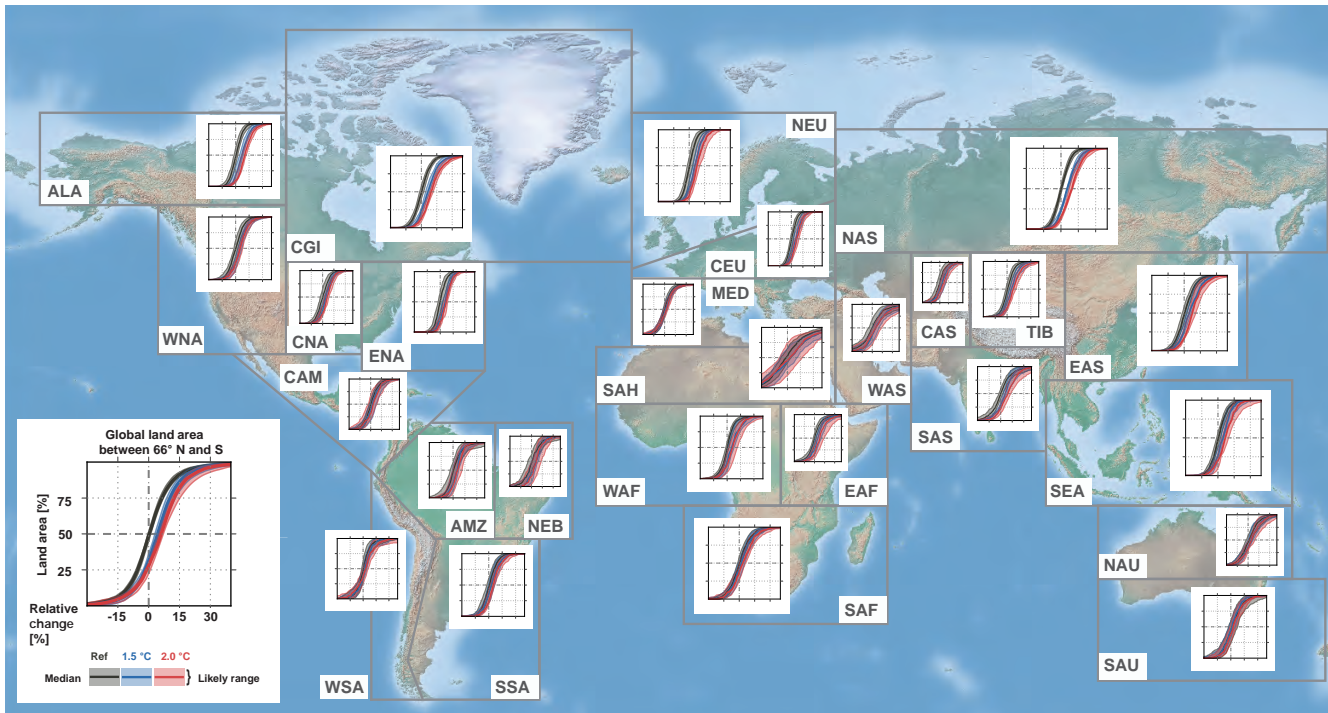 NEU
ALA
CGI
NAS
CEU
MED
WNA
CNA
ENA
CAS
TIB
EAS
CAM
SAH
WAS
SAS
WAF
EAF
SEA
AMZ
NEB
NAU
SAF
SAU
WSA
SSA
Global land area
between 66° N and S
Land area [%]
75
50
25
Relative
change
[%]
-15 0 15 30
Ref 1.5 °C 2.0 °C
Median } Likely range